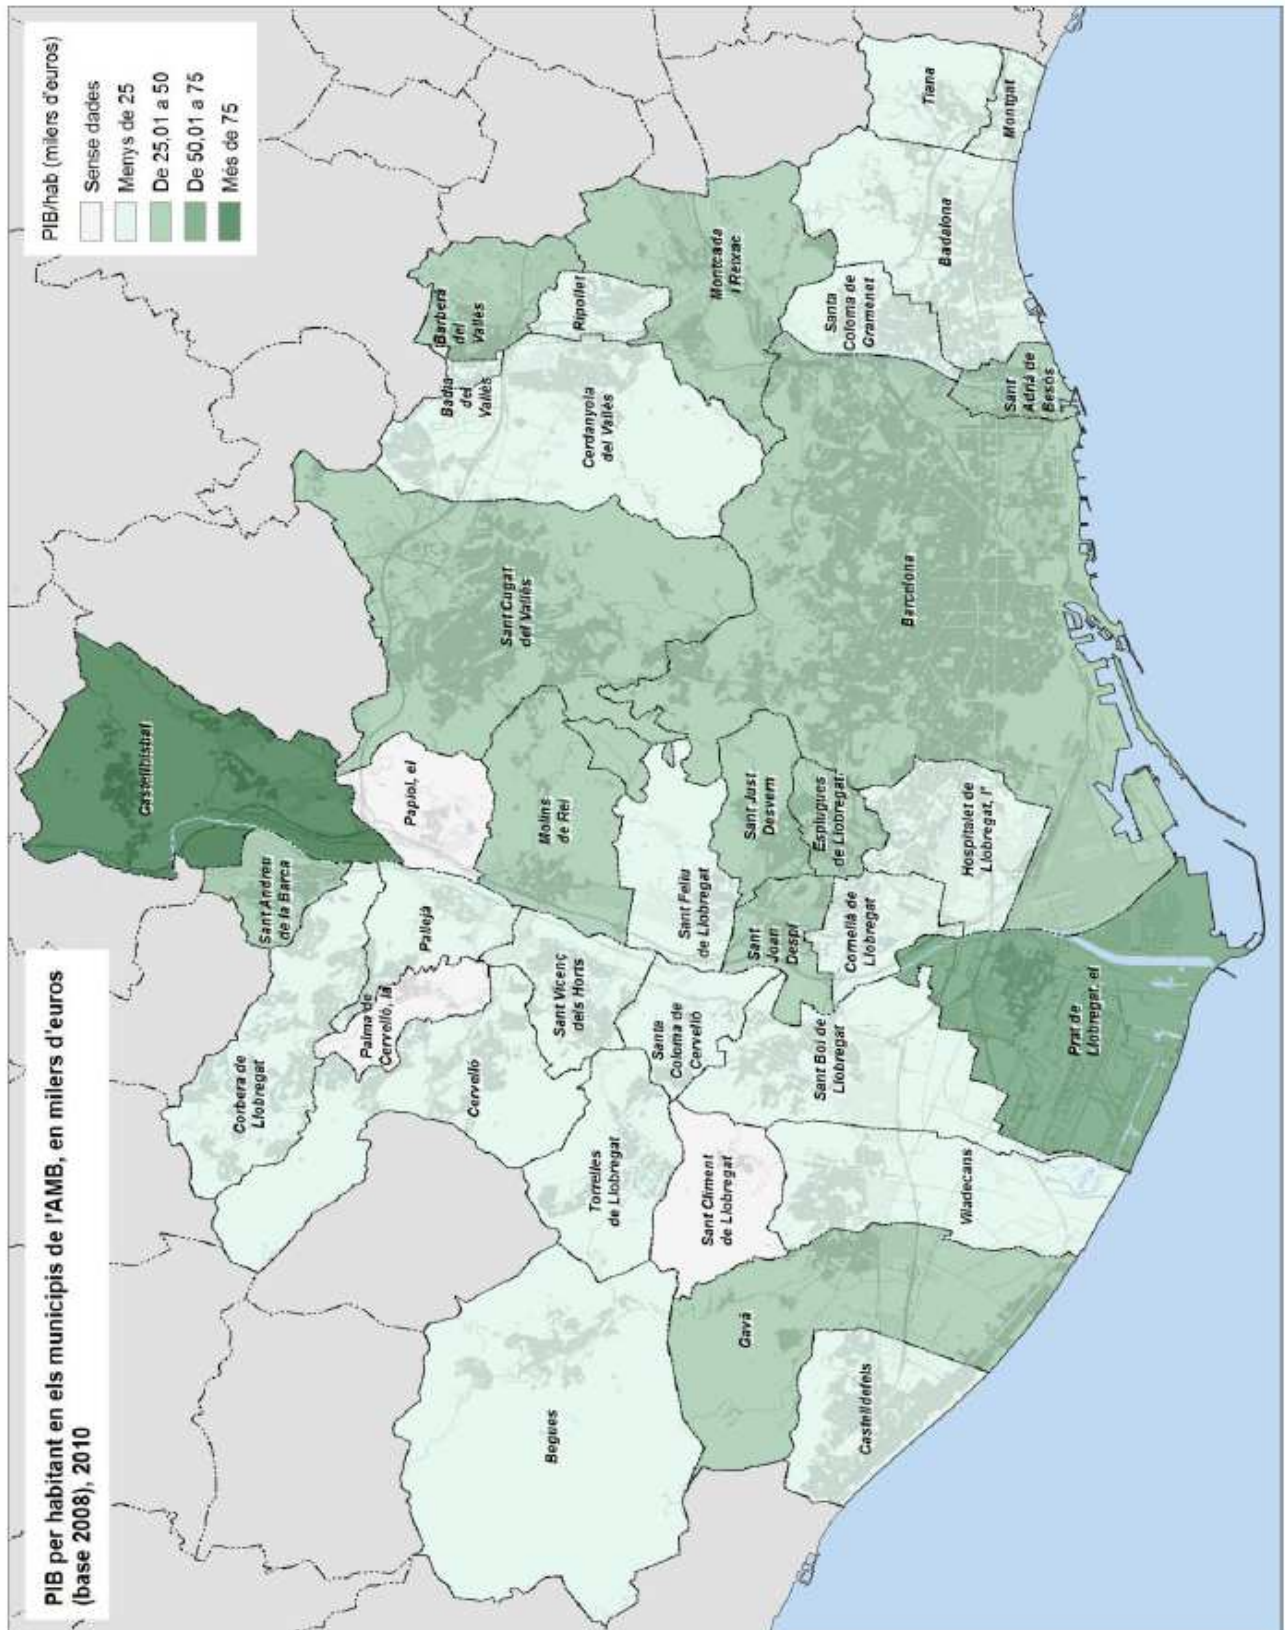 PIB per habitant en els municipis de l'AMB, en milers d'euros
(base 2008), 2010
PIB/hab (milers d'euros)
Sense dades
Menys de 25
De 25,01 a 50
De 50,01 a 75
Més de 75
Castellbisbal
Sant Andreu
de la Barca
Corbera de
Llobregat
Papiol, el
Pallejà
Palma de
Cervelló, la
Cervelló
Sant Cugat
del Vallès
Badia
del
Vallès
Barberà
del
Vallès
Ripollet
Cerdanyola
del Vallès
Montcada
i Reixac
Molins
de Rei
Sant Vicenç
dels Horts
Torrelles
de Llobregat
Begues
Santa
Coloma de
Cervelló
Sant Feliu
de Llobregat
Sant Just
Desvern
Esplugues
de Llobregat
Sant
Joan
Despí
Cornellà de
Llobregat
Hospitalet de
Llobregat, l'
Sant Boi de
Llobregat
Sant Climent
de Llobregat
Viladecans
Gavà
Castelldefels
Prat de
Llobregat, el
Barcelona
Santa
Coloma de
Gramenet
Sant
Adrià de
Besòs
Badalona
Tiana
Montgat